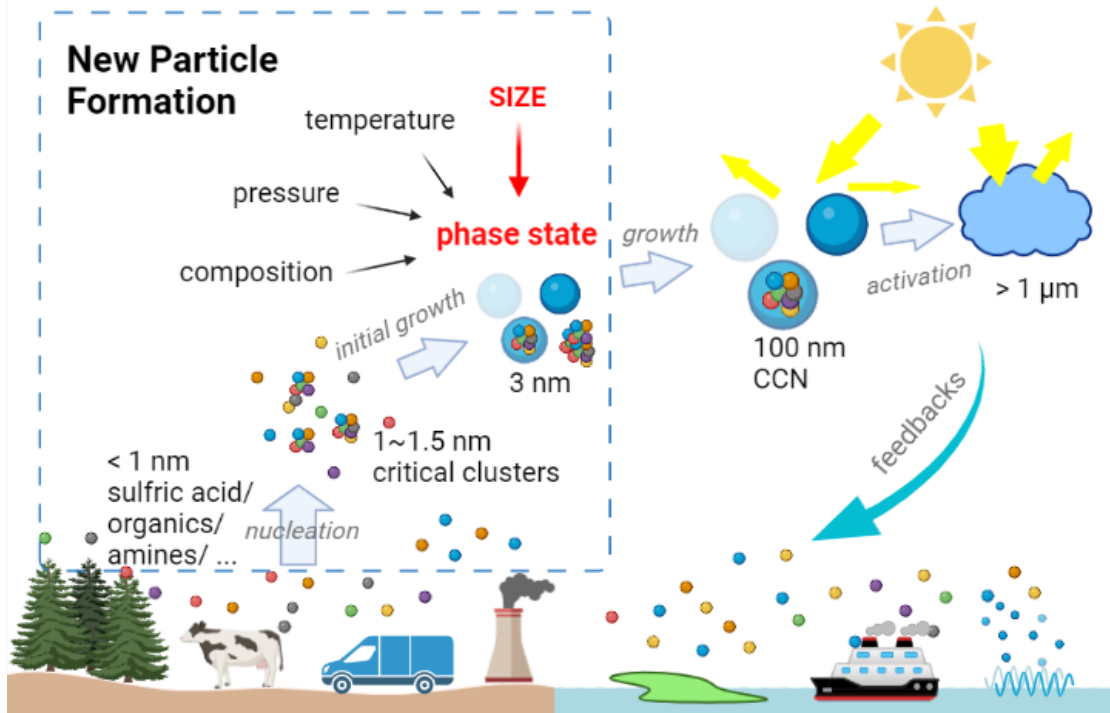 New Particle
Formation
SIZE
temperature
pressure
phase state
composition
growth
activation
> 1 μm
initial growth
3 nm
100 nm
CCN
1~1.5 nm
critical clusters
< 1 nm
sulfric acid/
organics/
amines/ ...
nucleation
feedbacks